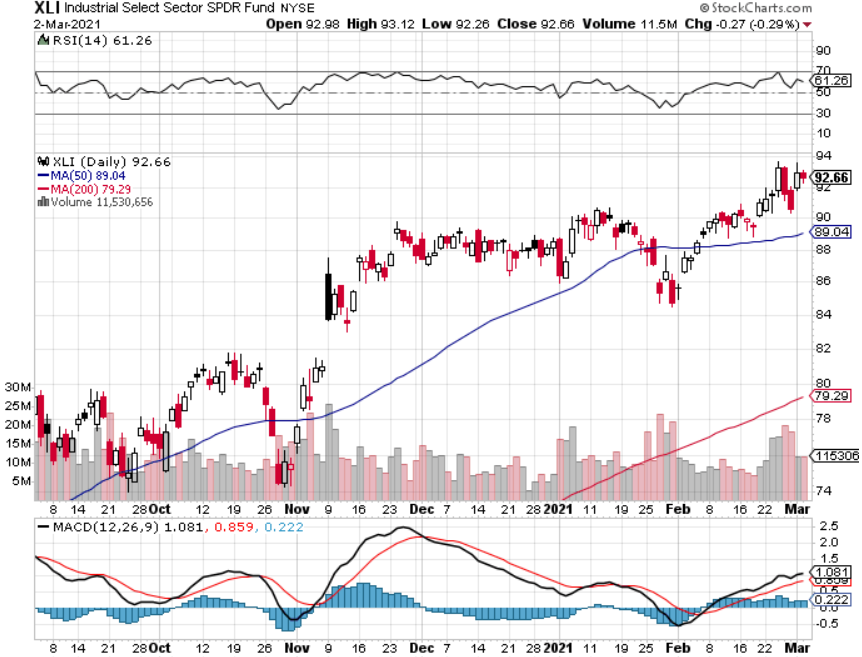 XLI Industrial Select Sector SPDR Fund NYSE
© StockCharts.com
2-Mar-2021
Open 92.98 High 93.12 Low 92.26 Close 92.66 Volume 11.5M Chg -0.27 (-0.29%)
RSI(14) 61.26
90
70
61.26
50
30
10
XLI (Daily) 92.66
MA(50) 89.04
MA(200) 79.29
Volume 11,530,656
94
92.66
92
90
89.04
88
86
84
82
80
79.29
78
115306
74
30M
25M
20M
15M
10M
5M
8 14 21 28 Oct 12 19 26 Nov 9 16 23 Dec 7 14 21 28 2021 11 19 25 Feb 8 16 22 Mar
MACD(12,26,9) 1.081, 0.859, 0.222
2.5
2.0
1.5
1.081
0.859
0.5
0.222
0.0
-0.5
8 14 21 28 Oct 12 19 26 Nov 9 16 23 Dec 7 14 21 28 2021 11 19 25 Feb 8 16 22 Mar